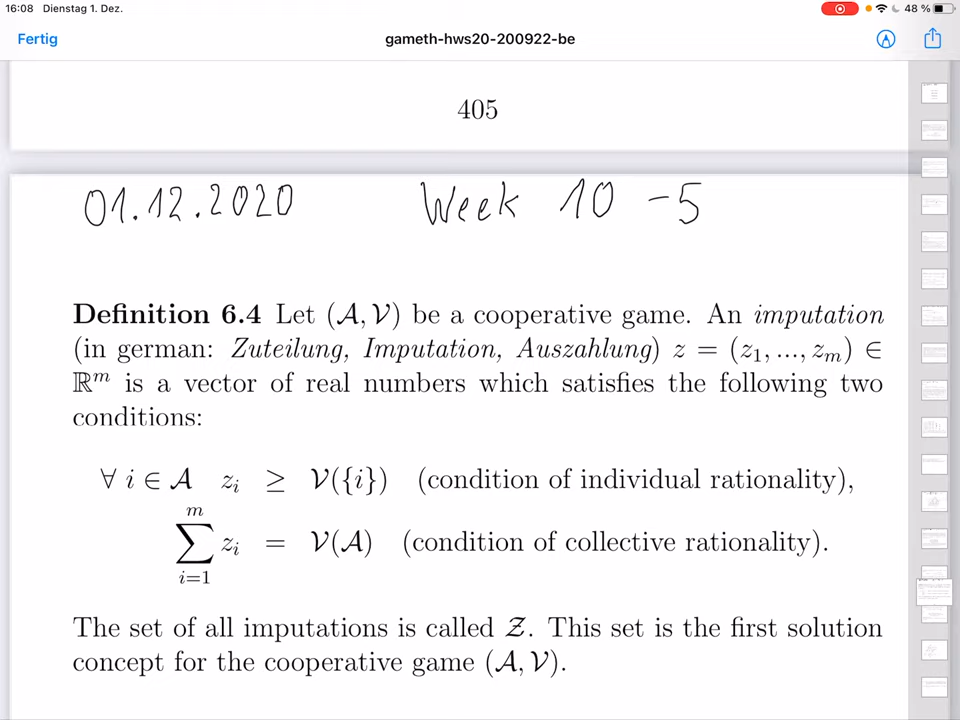 16:08 Dienstag 1. Dez. 48 %
Fertig gameth-hws20-200922-be
405
01.12.2020 Week 10 -5
Definition 6.4 Let (𝒜, 𝒱) be a cooperative game. An imputation
(in german: Zuteilung, Imputation, Auszahlung) z = (z₁, ..., zₘ) ∈
ℝᵐ is a vector of real numbers which satisfies the following two
conditions:
∀ i ∈ 𝒜 zᵢ ≥ 𝒱({i}) (condition of individual rationality),
∑ᵢ₌₁ᵐ zᵢ = 𝒱(𝒜) (condition of collective rationality).
The set of all imputations is called 𝒵. This set is the first solution
concept for the cooperative game (𝒜, 𝒱).